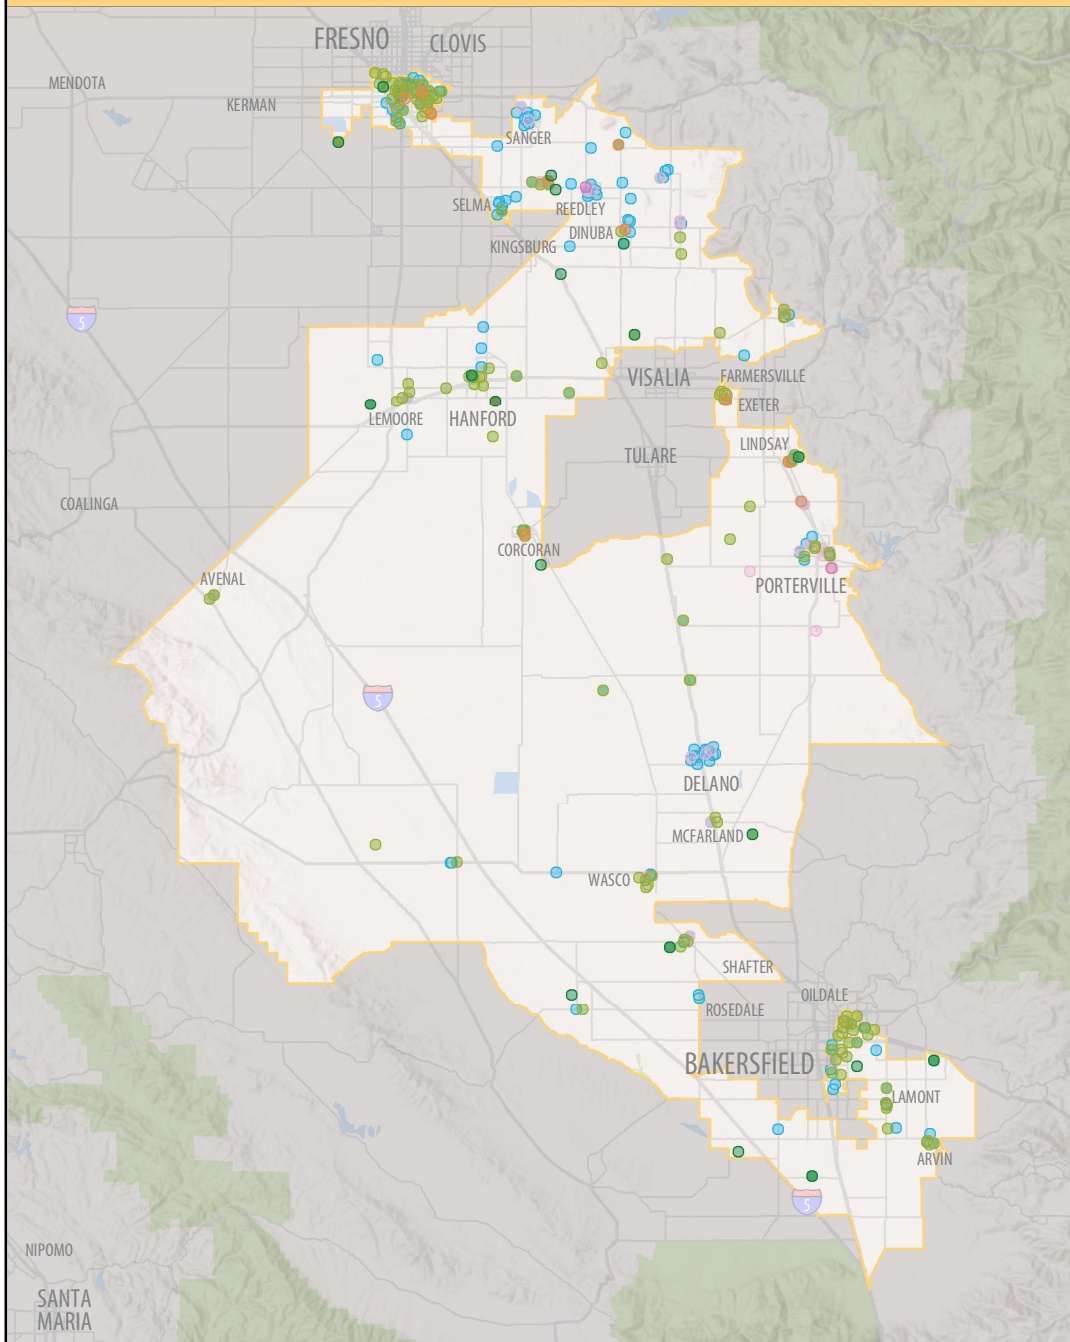 FRESNO
CLOVIS
MENDOTA
KERMAN
SANGER
SELMA
REEDLEY
DINUBA
KINGSBURG
5
VISALIA
FARMERSVILLE
EXETER
LEMOORE
HANFORD
LINDSAY
TULARE
COALINGA
CORCORAN
AVENAL
PORTERVILLE
5
DELANO
MCFARLAND
WASCO
SHAFTER
OILDALE
ROSEDALE
BAKERSFIELD
LAMONT
ARVIN
5
NIPOMO
SANTA
MARIA